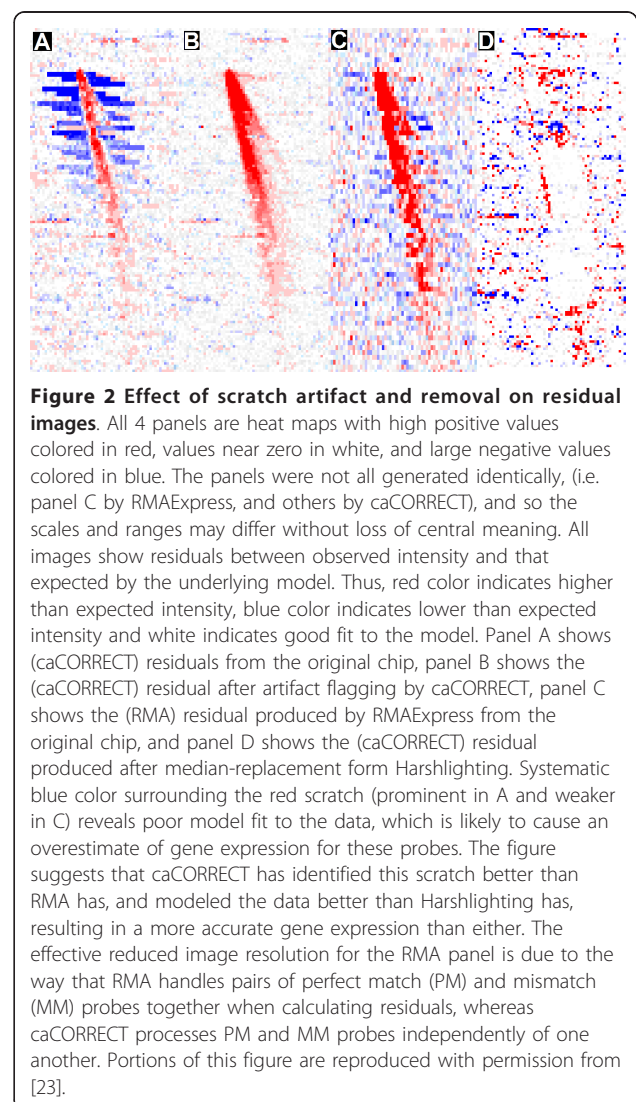 A B C D
Figure 2 Effect of scratch artifact and removal on residual
images. All 4 panels are heat maps with high positive values
colored in red, values near zero in white, and large negative values
colored in blue. The panels were not all generated identically, (i.e.
panel C by RMAExpress, and others by caCORRECT), and so the
scales and ranges may differ without loss of central meaning. All
images show residuals between observed intensity and that
expected by the underlying model. Thus, red color indicates higher
than expected intensity, blue color indicates lower than expected
intensity and white indicates good fit to the model. Panel A shows
(caCORRECT) residuals from the original chip, panel B shows the
(caCORRECT) residual after artifact flagging by caCORRECT, panel C
shows the (RMA) residual produced by RMAExpress from the
original chip, and panel D shows the (caCORRECT) residual
produced after median-replacement form Harshlighting. Systematic
blue color surrounding the red scratch (prominent in A and weaker
in C) reveals poor model fit to the data, which is likely to cause an
overestimate of gene expression for these probes. The figure
suggests that caCORRECT has identified this scratch better than
RMA has, and modeled the data better than Harshlighting has,
resulting in a more accurate gene expression than either. The
effective reduced image resolution for the RMA panel is due to the
way that RMA handles pairs of perfect match (PM) and mismatch
(MM) probes together when calculating residuals, whereas
caCORRECT processes PM and MM probes independently of one
another. Portions of this figure are reproduced with permission from
[23].